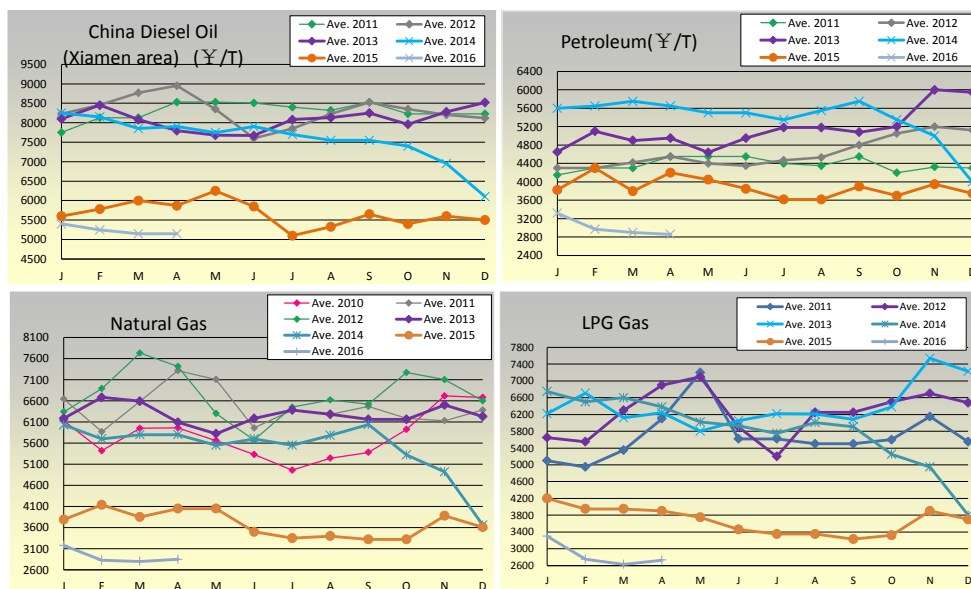 China Diesel Oil
(Xiamen area) (￥/T)
Ave. 2011 Ave. 2012
Ave. 2013 Ave. 2014
Ave. 2015 Ave. 2016
9500
9000
8500
8000
7500
7000
6500
6000
5500
5000
4500
J F M A M J J A S O N D
Petroleum(￥/T)
Ave. 2011 Ave. 2012
Ave. 2013 Ave. 2014
Ave. 2015 Ave. 2016
6400
6000
5600
5200
4800
4400
4000
3600
3200
2800
2400
J F M A M J J A S O N D
Natural Gas
Ave. 2010 Ave. 2011
Ave. 2012 Ave. 2013
Ave. 2014 Ave. 2015
Ave. 2016
8100
7600
7100
6600
6100
5600
5100
4600
4100
3600
3100
2600
J F M A M J J A S O N D
LPG Gas
Ave. 2011 Ave. 2012
Ave. 2013 Ave. 2014
Ave. 2015 Ave. 2016
7800
7400
7000
6600
6200
5800
5400
5000
4600
4200
3800
3400
3000
2600
J F M A M J J A S O N D